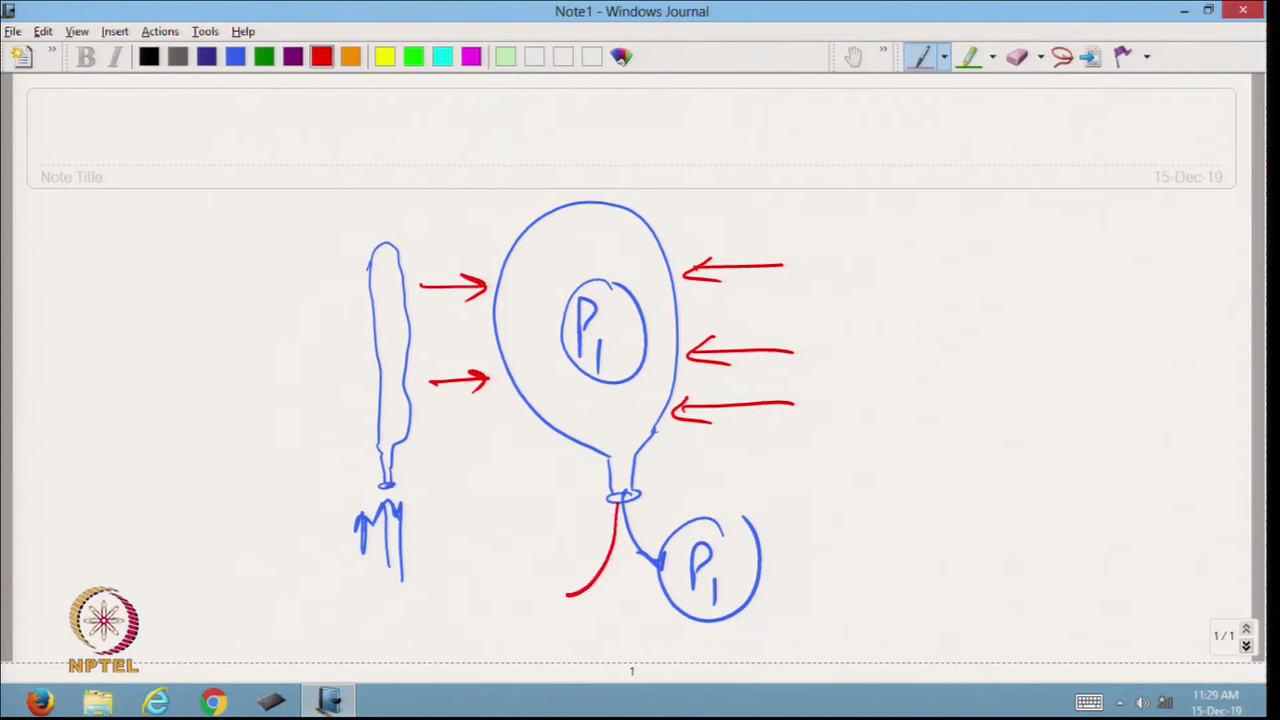 Note1 - Windows Journal
File Edit View Insert Actions Tools Help
B I
Note Title
15-Dec-19
P1
P1
NPTEL
1 / 1
1
11:29 AM
15-Dec-19